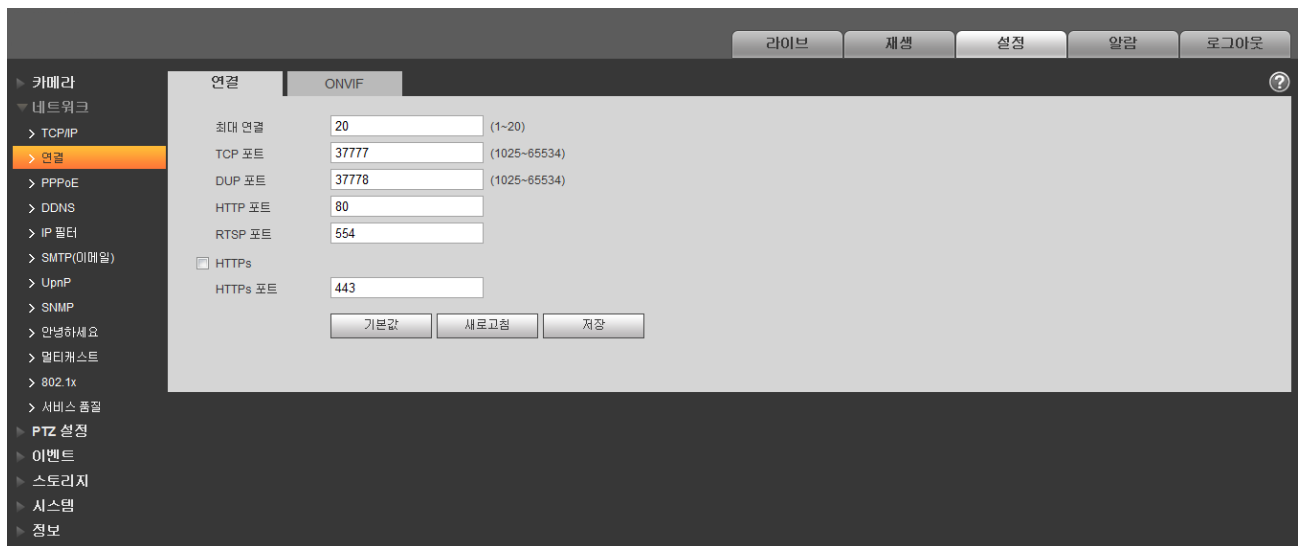 라이브 재생 설정 알람 로그아웃
카메라
네트워크
TCP/IP
연결
PPPoE
DDNS
IP 필터
SMTP(이메일)
UpnP
SNMP
안녕하세요
멀티캐스트
802.1x
서비스 품질
PTZ 설정
이벤트
스토리지
시스템
정보
연결 ONVIF
?
최대 연결 20 (1~20)
TCP 포트 37777 (1025~65534)
DUP 포트 37778 (1025~65534)
HTTP 포트 80
RTSP 포트 554
HTTPs
HTTPs 포트 443
기본값 새로고침 저장